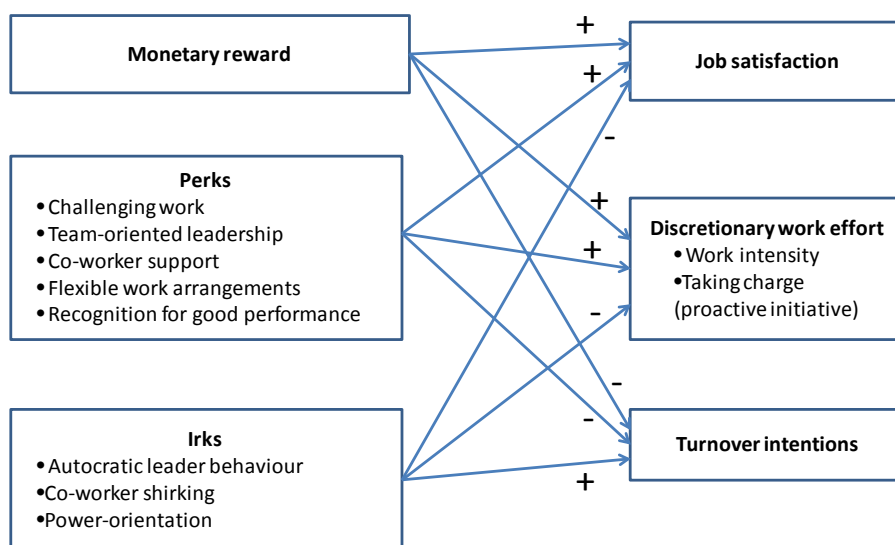 Monetary reward
Perks
•Challenging work
•Team-oriented leadership
•Co-worker support
•Flexible work arrangements
•Recognition for good performance
Irks
•Autocratic leader behaviour
•Co-worker shirking
•Power-orientation
+
+
-
+
+
-
-
-
+
Job satisfaction
Discretionary work effort
•Work intensity
•Taking charge
(proactive initiative)
Turnover intentions